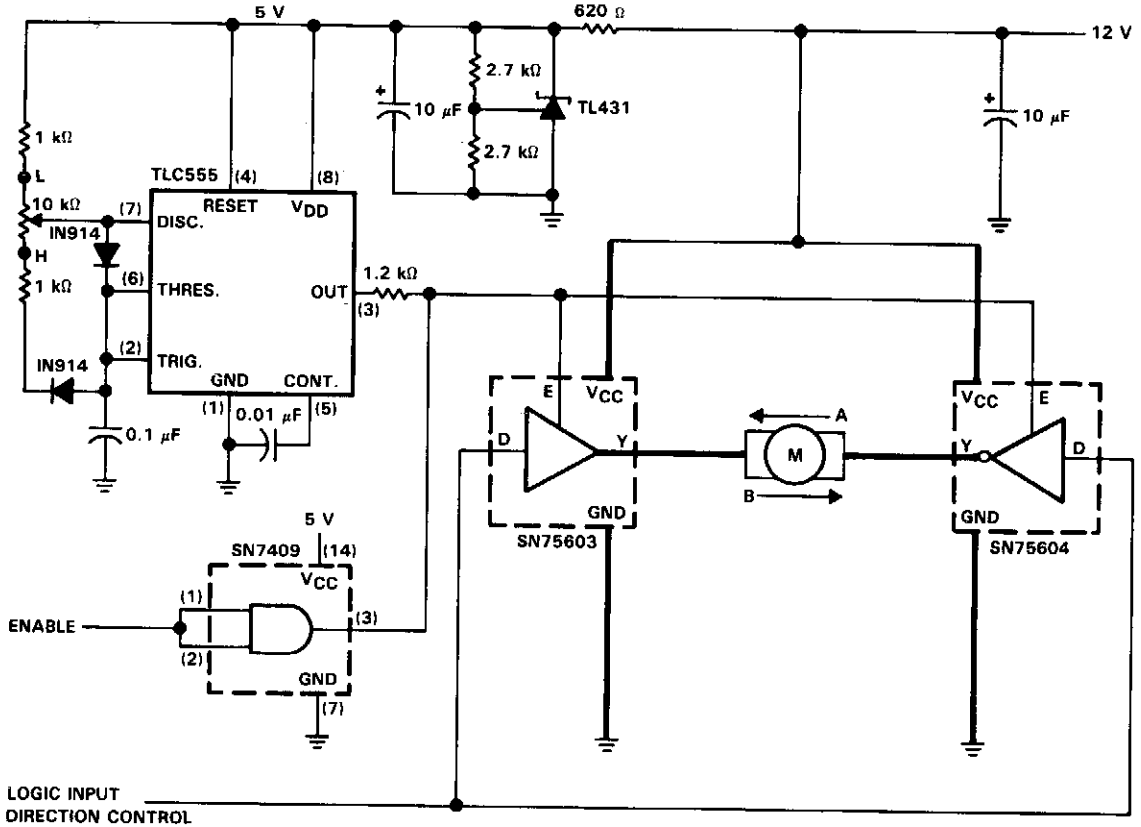 5 V
620 Ω
12 V
2.7 kΩ
+
10 μF
TL431
+
10 μF
2.7 kΩ
1 kΩ
L
TLC555
(4)
(8)
RESET
VDD
10 kΩ
(7)
DISC.
IN914
H
1 kΩ
(6)
THRES.
OUT
1.2 kΩ
(3)
(2)
TRIG.
IN914
GND
CONT.
(1)
0.01 μF
(5)
0.1 μF
E
VCC
VCC
E
A
D
Y
M
Y
D
B
GND
GND
SN75603
SN75604
5 V
SN7409
(14)
VCC
(1)
(3)
ENABLE
(2)
GND
(7)
LOGIC INPUT
DIRECTION CONTROL